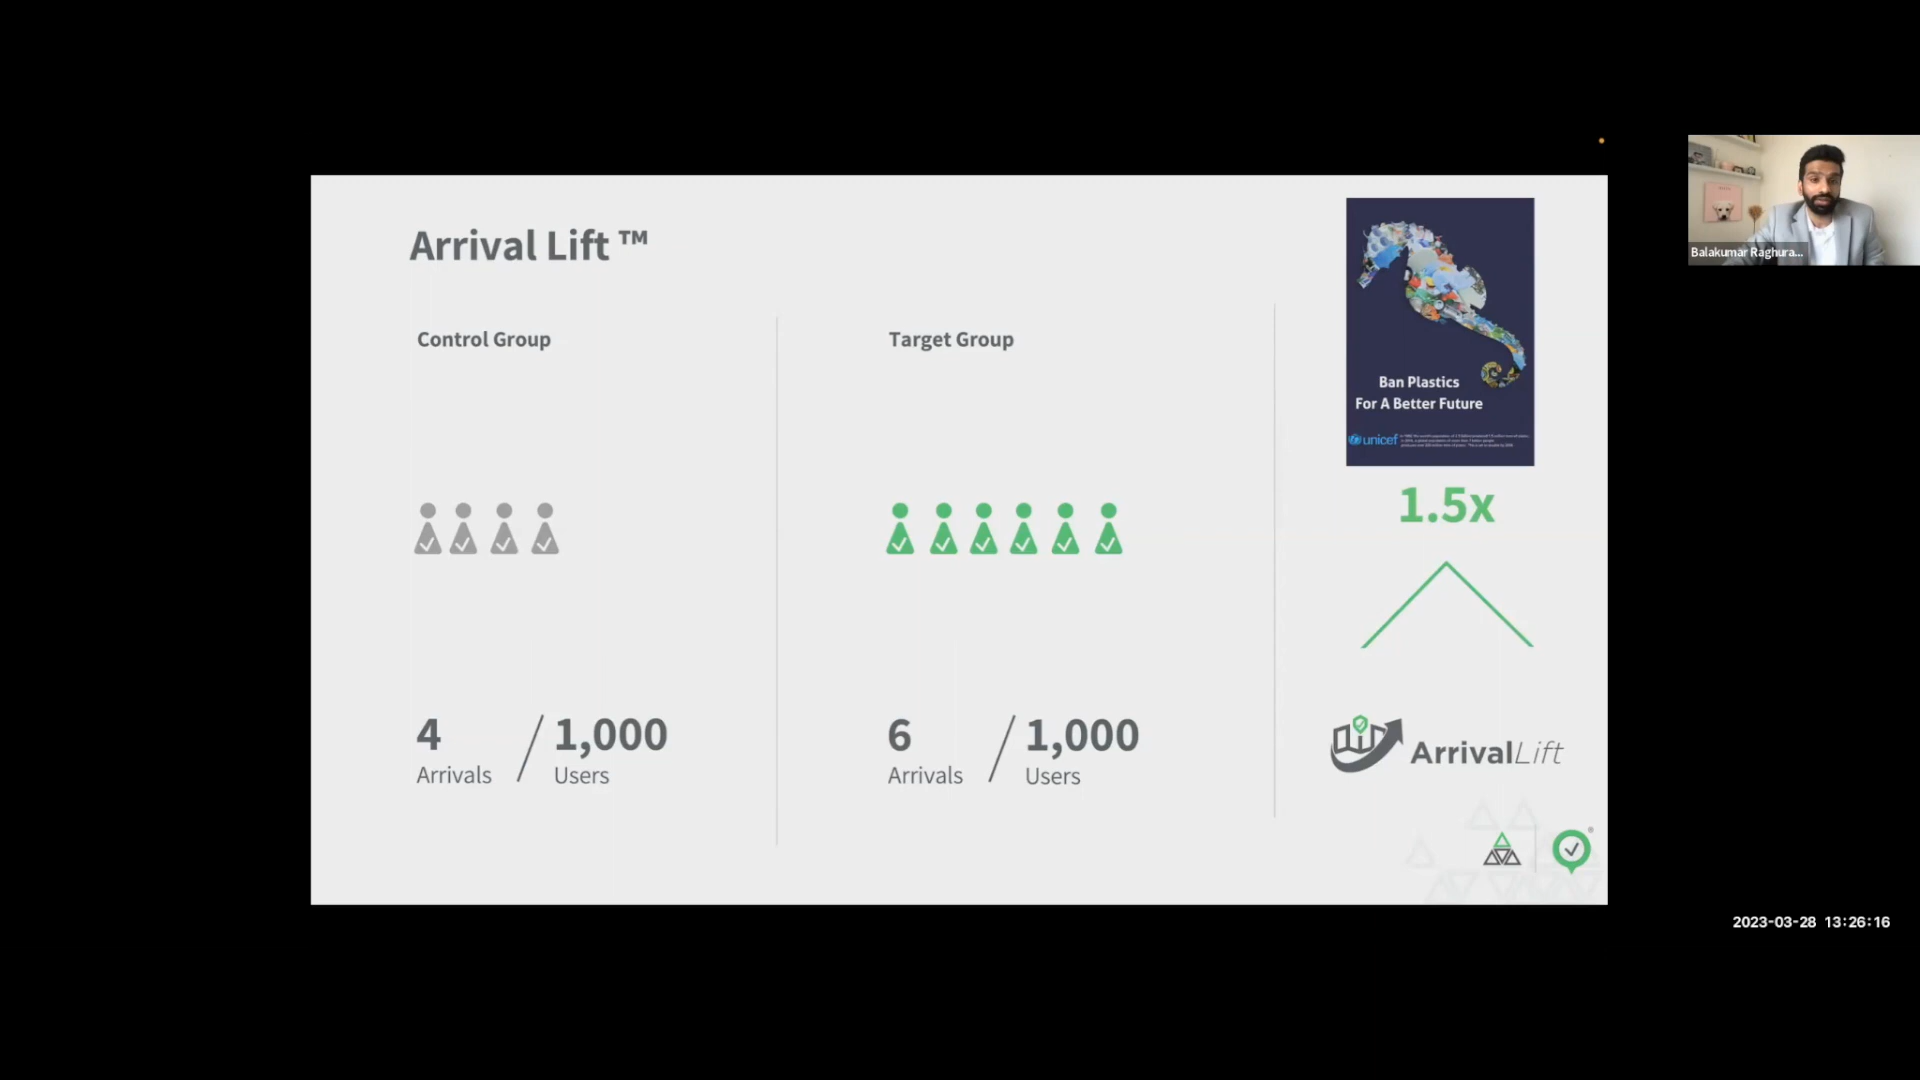 Arrival Lift ™
Control Group
Target Group
4
Arrivals
1,000
Users
6
Arrivals
1,000
Users
Ban Plastics
For A Better Future
unicef
1.5x
ArrivalLift
Balakumar Raghura...
2023-03-28 13:26:16